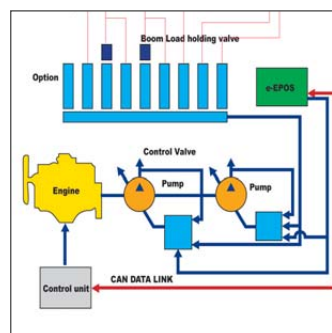 Boom Load holding valve
Option
e-EPOS
Control Valve
Engine
Pump
Pump
CAN DATA LINK
Control unit